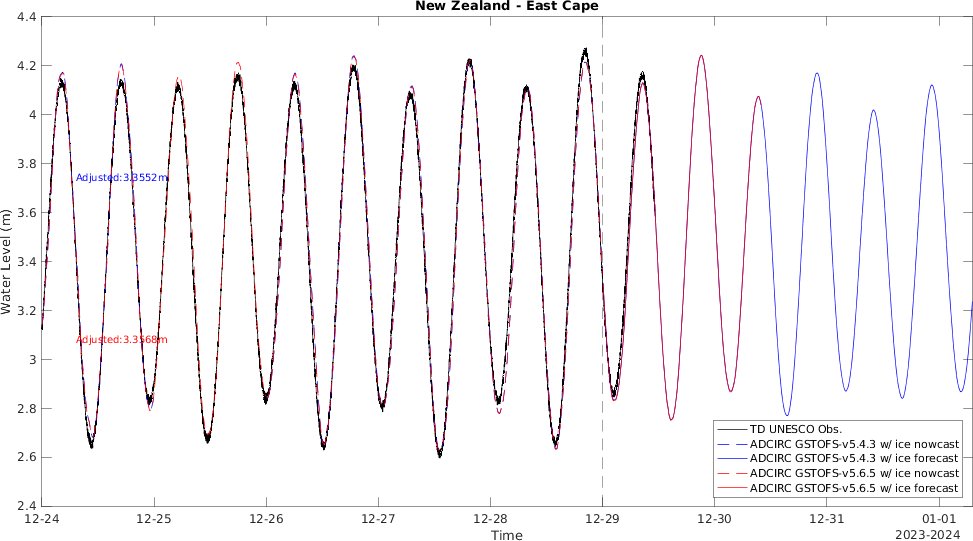 New Zealand - East Cape
4.4
4.2
4
3.8
3.6
3.4
3.2
3
2.8
2.6
2.4
Water Level (m)
Adjusted:3.3552m
Adjusted:3.3568m
TD UNESCO Obs.
ADCIRC GSTOFS-v5.4.3 w/ ice nowcast
ADCIRC GSTOFS-v5.4.3 w/ ice forecast
ADCIRC GSTOFS-v5.6.5 w/ ice nowcast
ADCIRC GSTOFS-v5.6.5 w/ ice forecast
12-24 12-25 12-26 12-27 12-28 12-29 12-30 12-31 01-01
Time
2023-2024